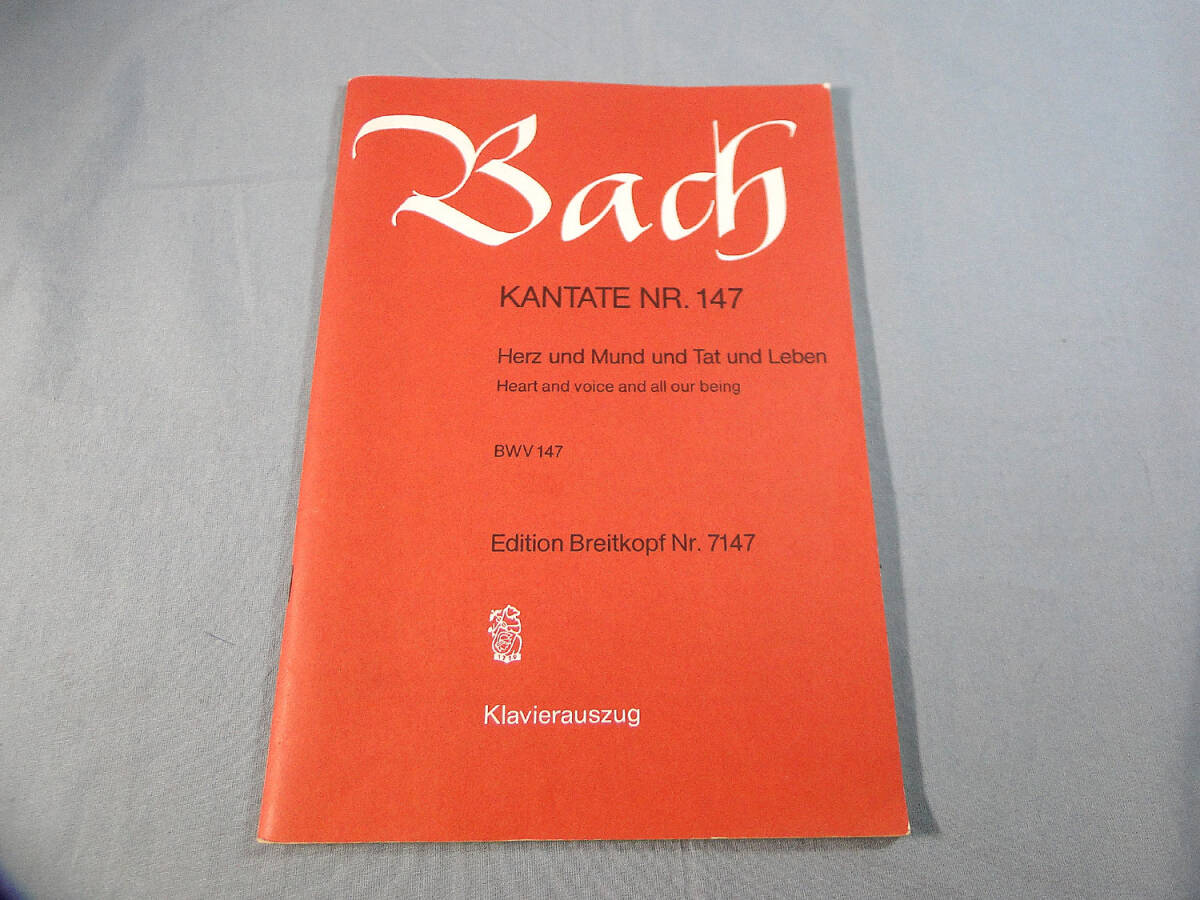 Bach
KANTATE NR. 147
Herz und Mund und Tat und Leben
Heart and voice and all our being
BWV 147
Edition Breitkopf Nr. 7147
1719
Klavierauszug